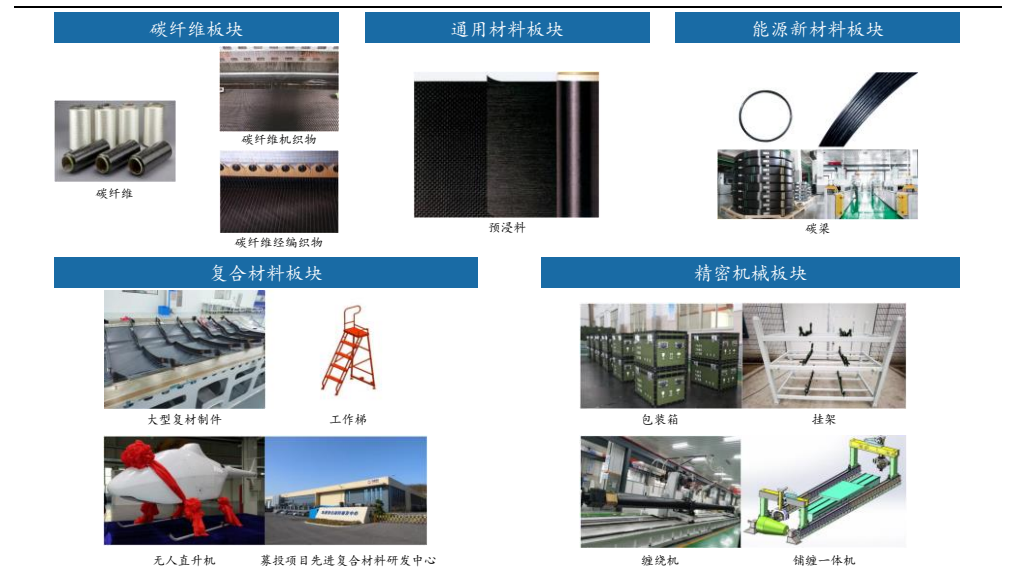 碳纤维板块
通用材料板块
能源新材料板块
碳纤维
碳纤维机织物
碳纤维经编织物
预浸料
碳梁
复合材料板块
精密机械板块
大型复材制件
工作梯
包装箱
挂架
无人直升机
募投项目先进复合材料研发中心
缠绕机
铺缠一体机